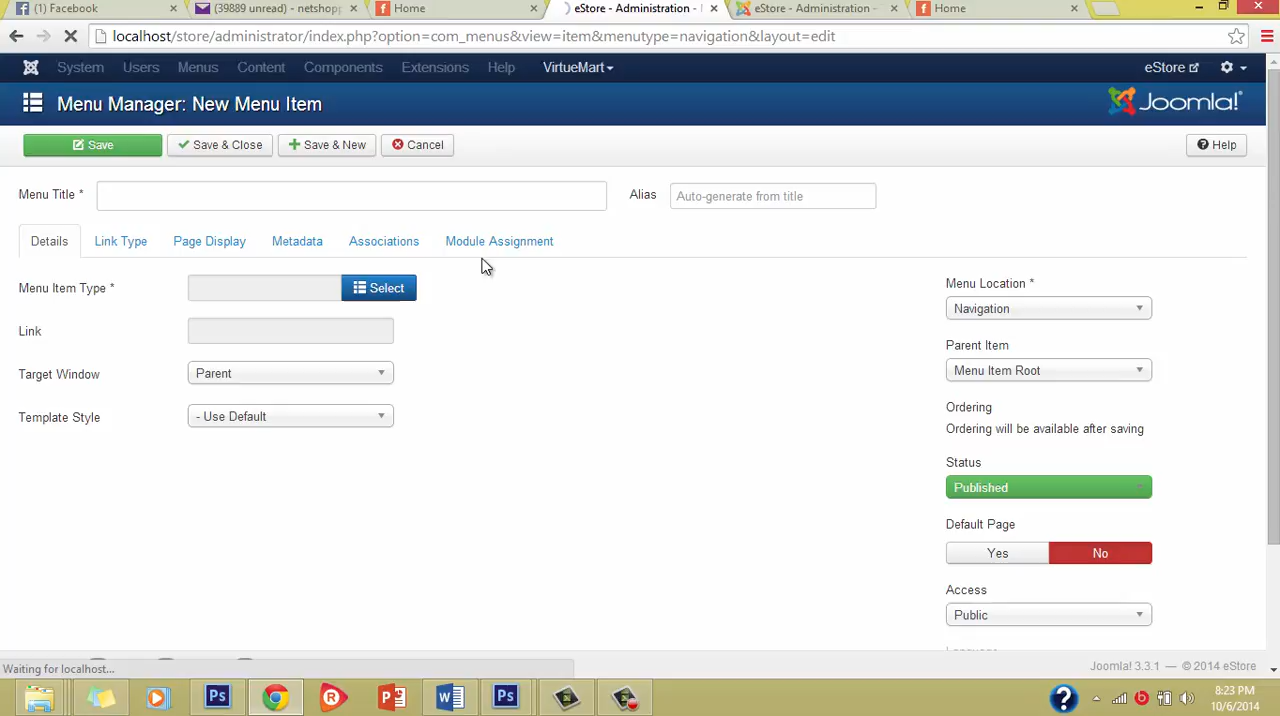 (1) Facebook
(39889 unread) - netshopp
Home
eStore - Administration -
eStore - Administration -
Home
localhost/store/administrator/index.php?option=com_menus&view=item&menutype=navigation&layout=edit
System Users Menus Content Components Extensions Help VirtueMart
eStore
Menu Manager: New Menu Item
Joomla!
Save
Save & Close
Save & New
Cancel
Help
Menu Title *
Alias
Auto-generate from title
Details
Link Type
Page Display
Metadata
Associations
Module Assignment
Menu Item Type *
Select
Link
Target Window
Parent
Template Style
- Use Default
Menu Location *
Navigation
Parent Item
Menu Item Root
Ordering
Ordering will be available after saving
Status
Published
Default Page
Yes
No
Access
Public
Waiting for localhost...
Joomla! 3.3.1 — © 2014 eStore
8:23 PM
10/6/2014